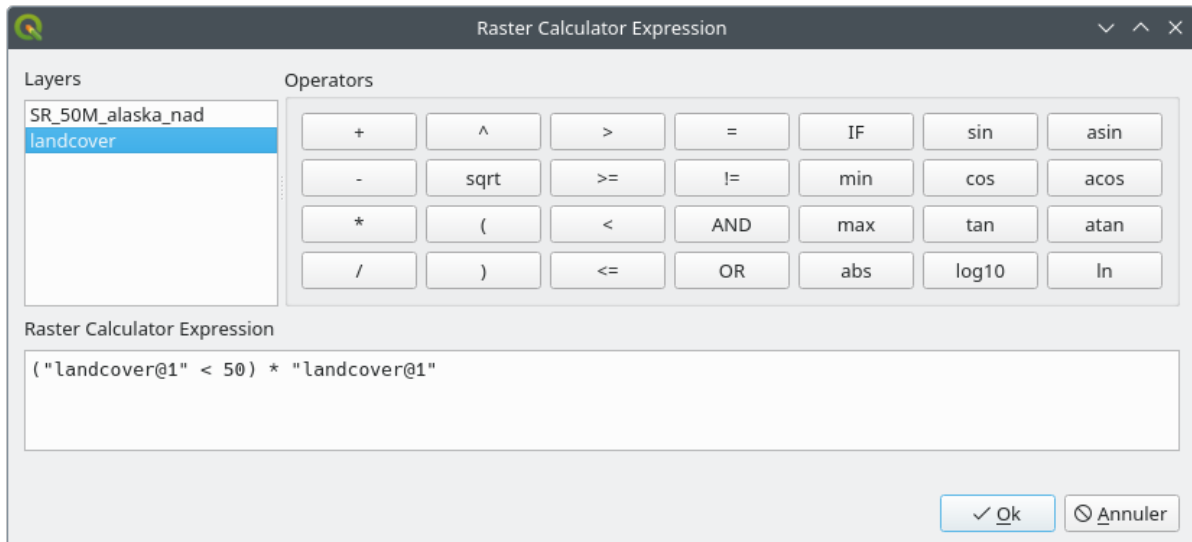 Raster Calculator Expression
Layers
Operators
SR_50M_alaska_nad
landcover
+ ^ > = IF sin asin
- sqrt >= != min cos acos
* ( < AND max tan atan
/ ) <= OR abs log10 ln
Raster Calculator Expression
("landcover@1" < 50) * "landcover@1"
Ok
Annuler